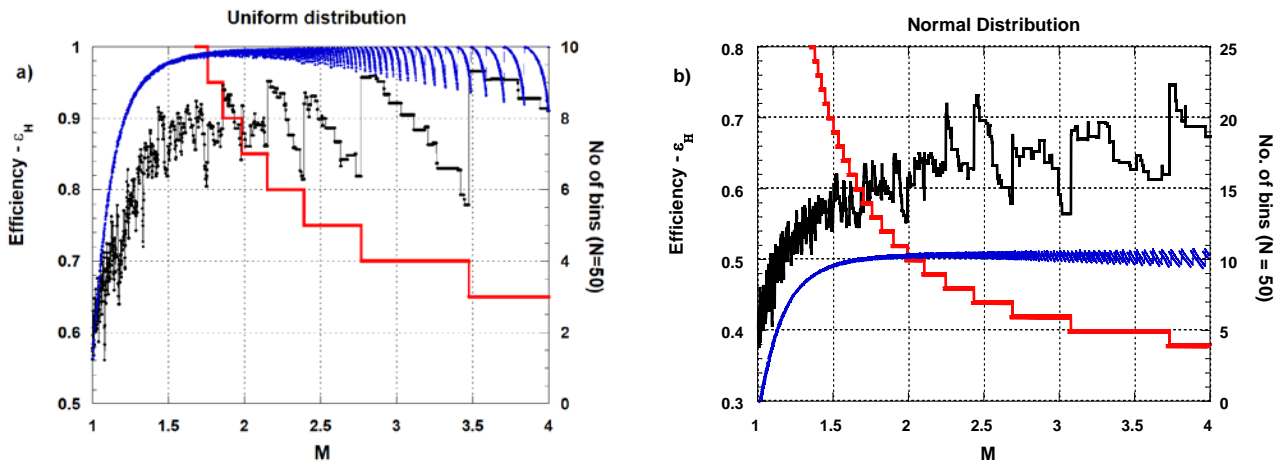 Uniform distribution
a)
Efficiency - ε_H
1
0.9
0.8
0.7
0.6
0.5
10
8
6
4
2
0
No of bins (N=50)
1 1.5 2 2.5 3 3.5 4
M
Normal Distribution
b)
Efficiency - ε_H
0.8
0.7
0.6
0.5
0.4
0.3
25
20
15
10
5
0
No. of bins (N = 50)
1 1.5 2 2.5 3 3.5 4
M